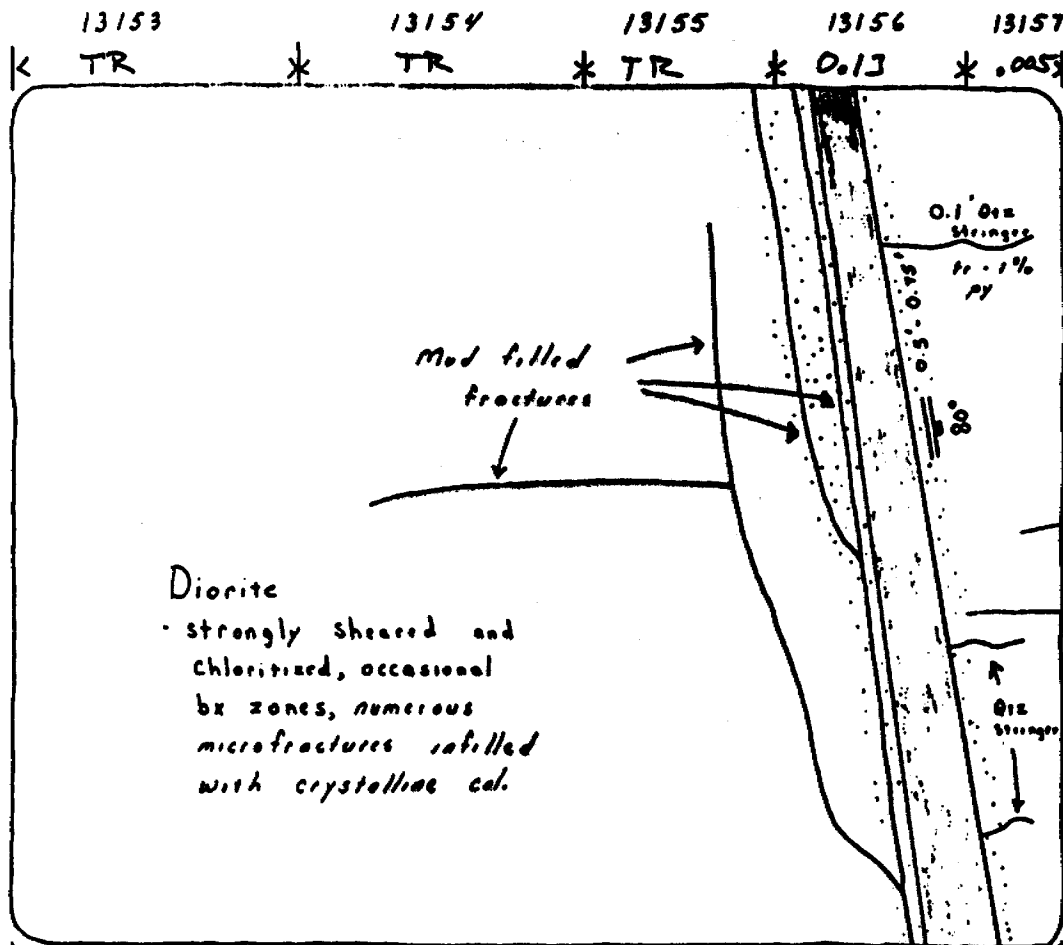 13153 13154 13155 13156 13157
TR TR TR 0.13 .0053
0.1' Qtz
Stringer
tr - 1%
py
0.5' - 0.75'
80°
Mud filled
fractures
Diorite
· strongly sheared and
chloritized, occasional
bx zones, numerous
microfractures infilled
with crystalline cal.
Qtz
Stringer